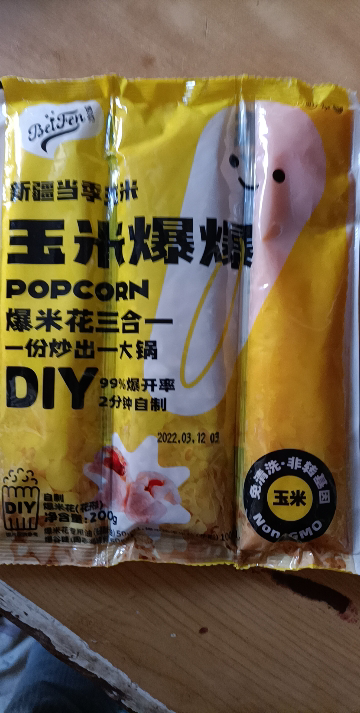 BeiFen
新疆当季玉米
玉米爆爆
POPCORN
爆米花三合一
一份炒出一大锅
DIY
99%爆开率
2分钟自制
2022.03.12
免清洗·非转基因
玉米
Non-GMO
DIY
自制
爆米花(花形)
净含量:200g